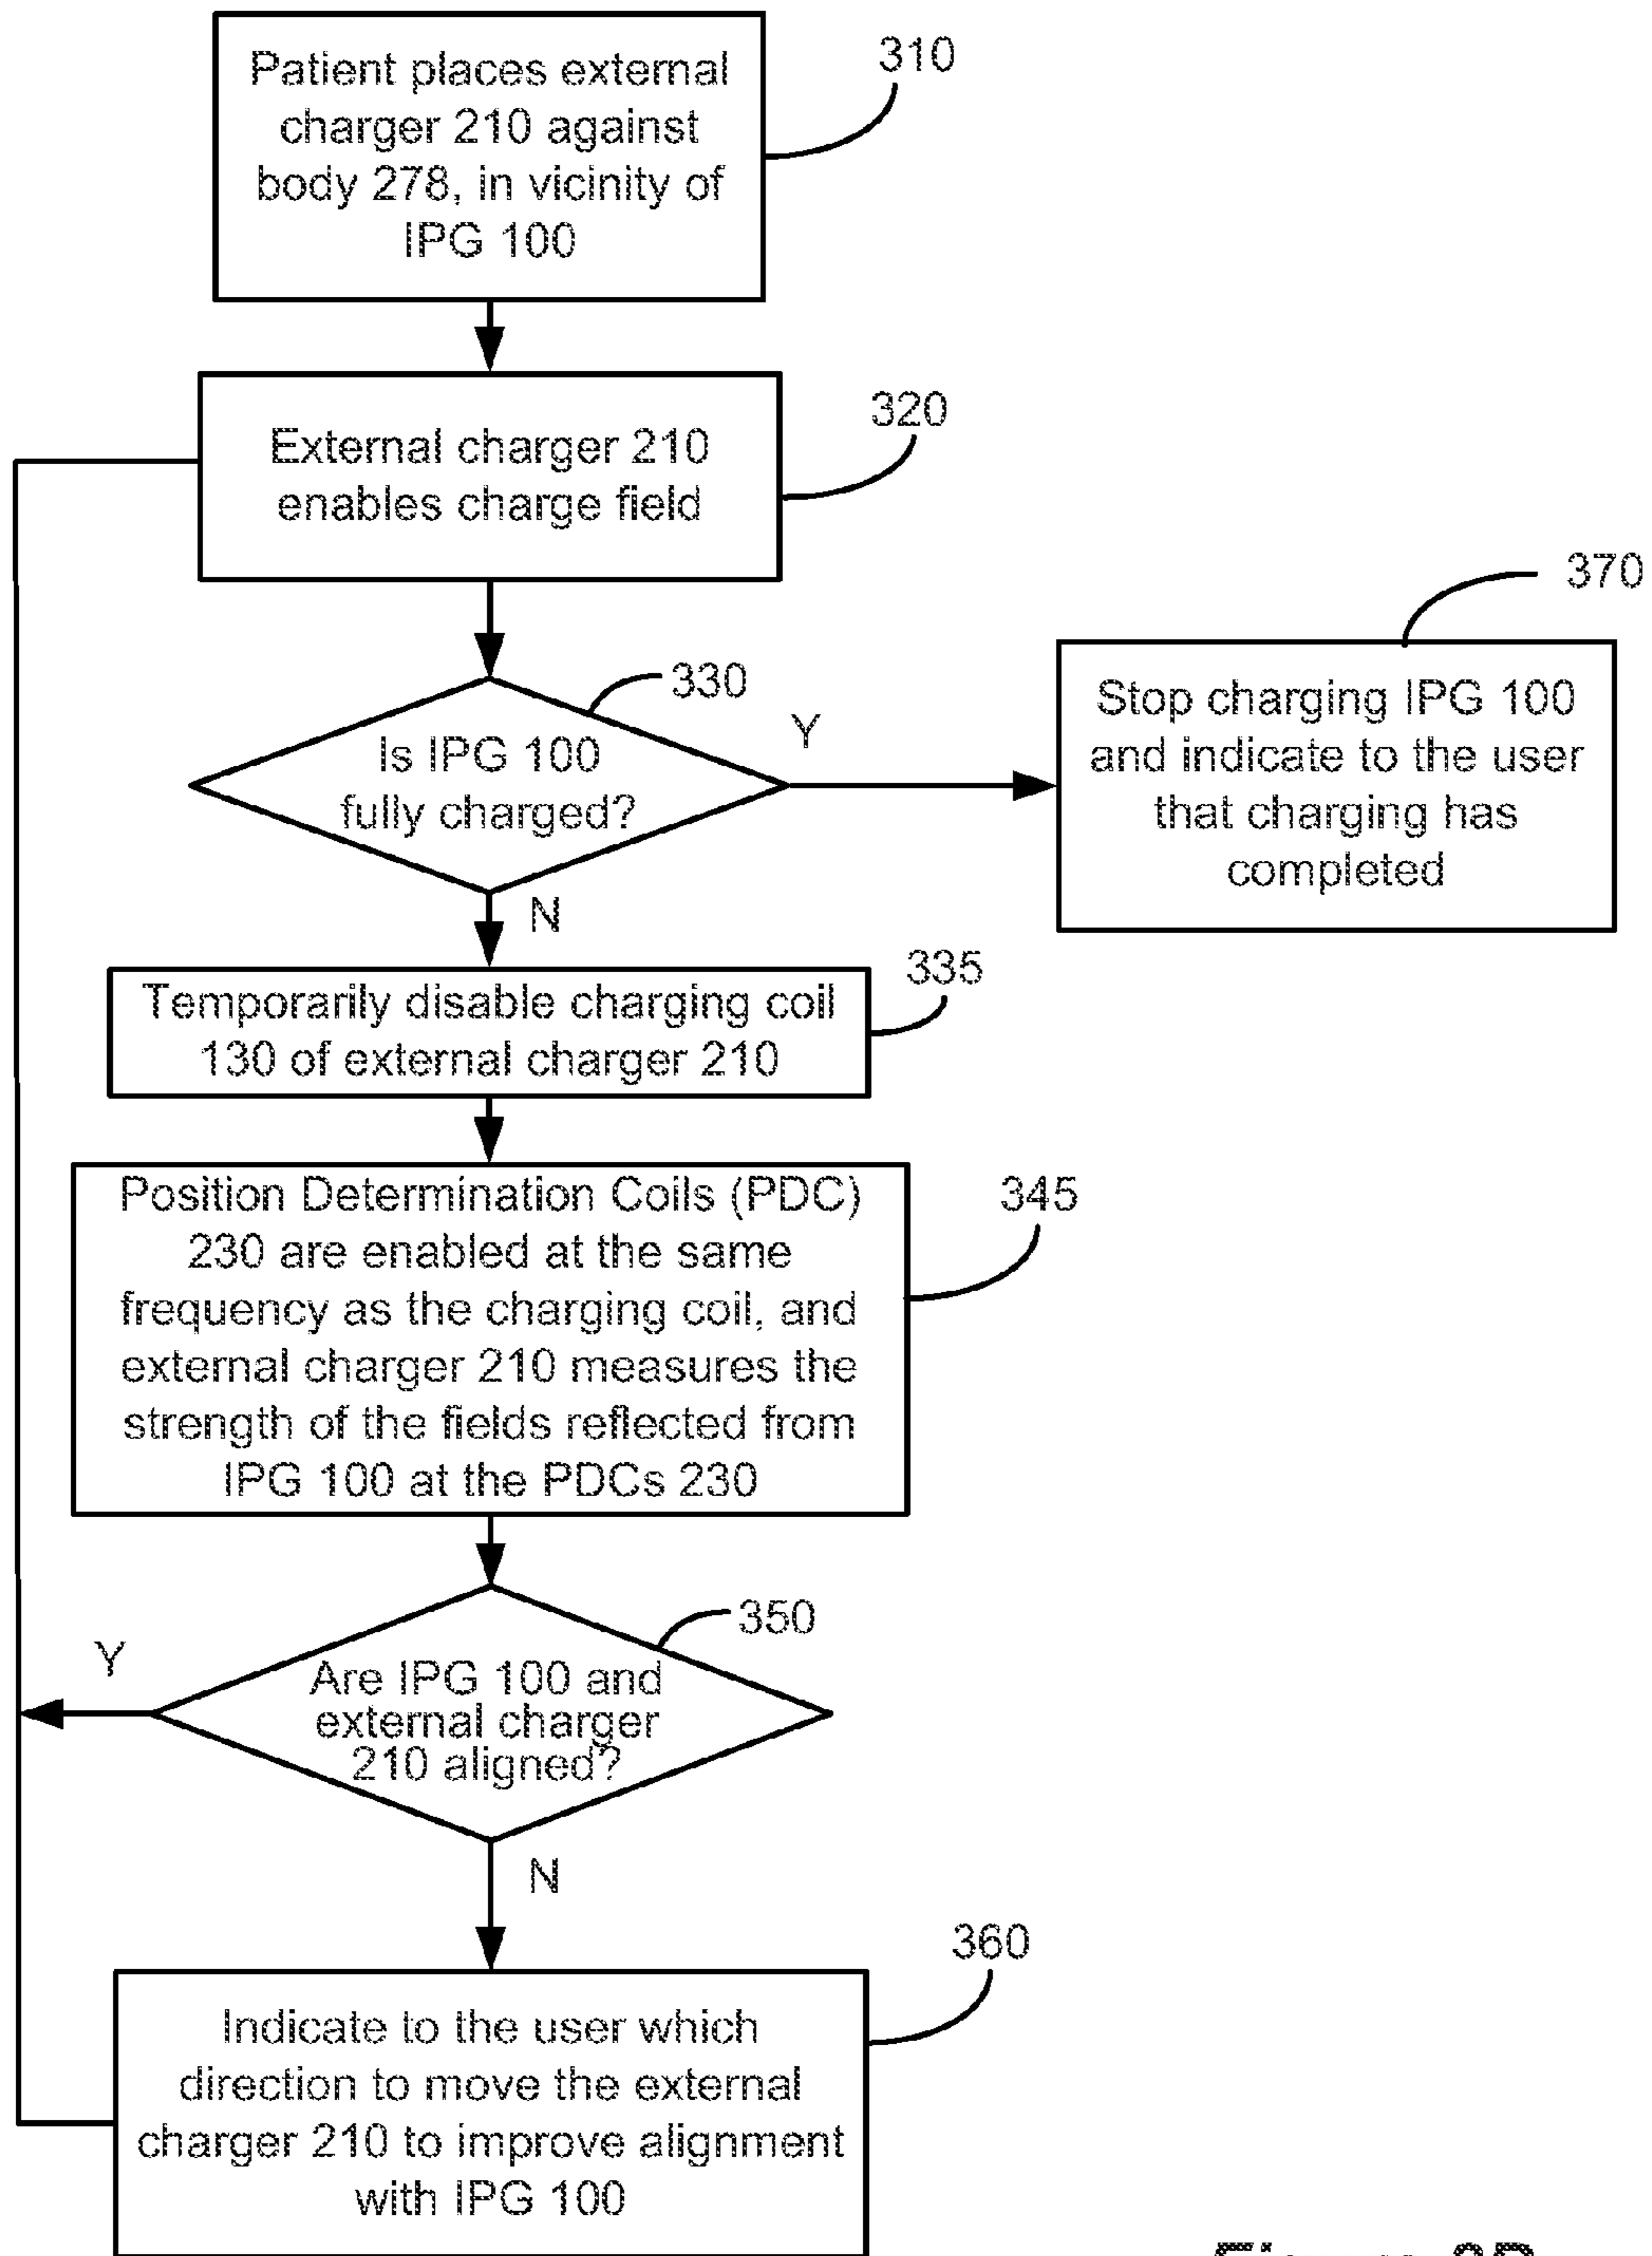 Patient places external
charger 210 against
body 278, in vicinity of
IPG 100
310
External charger 210
enables charge field
320
Is IPG 100
fully charged?
330
Y
N
Stop charging IPG 100
and indicate to the user
that charging has
completed
370
Temporarily disable charging coil
130 of external charger 210
335
Position Determination Coils (PDC)
230 are enabled at the same
frequency as the charging coil, and
external charger 210 measures the
strength of the fields reflected from
IPG 100 at the PDCs 230
345
Are IPG 100 and
external charger
210 aligned?
350
Y
N
Indicate to the user which
direction to move the external
charger 210 to improve alignment
with IPG 100
360